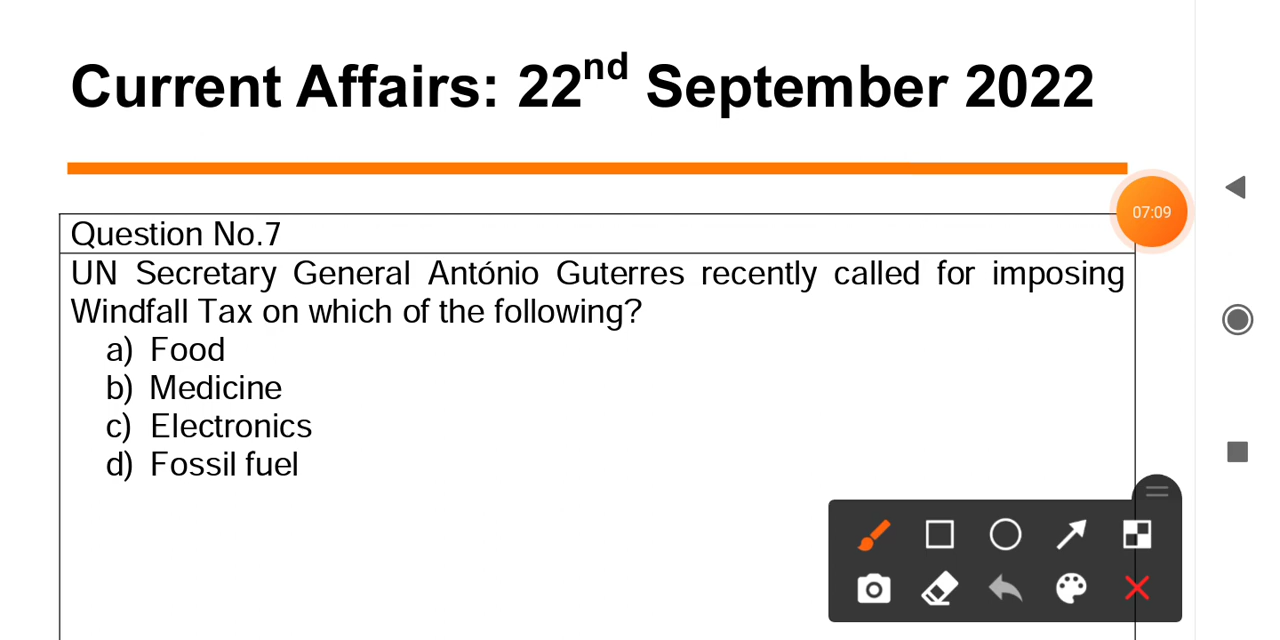 Current Affairs: 22nd September 2022
07:09
Question No.7
UN Secretary General António Guterres recently called for imposing
Windfall Tax on which of the following?
a) Food
b) Medicine
c) Electronics
d) Fossil fuel